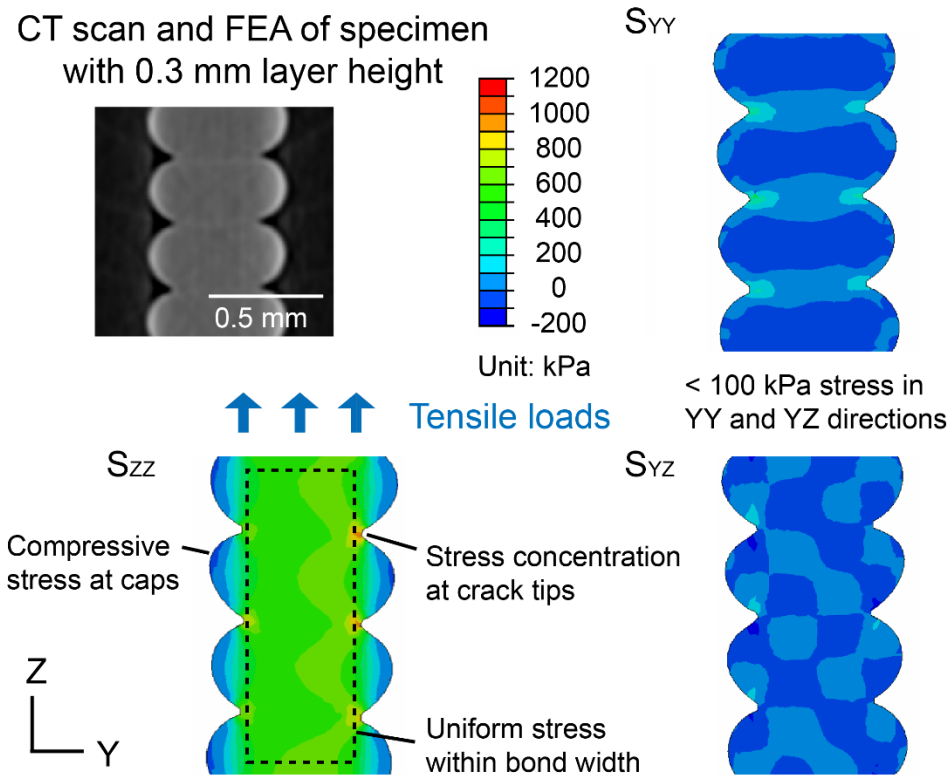 CT scan and FEA of specimen
with 0.3 mm layer height
0.5 mm
1200
1000
800
600
400
200
0
-200
Unit: kPa
SYY
< 100 kPa stress in
YY and YZ directions
Tensile loads
SZZ
Compressive
stress at caps
Stress concentration
at crack tips
Uniform stress
within bond width
Z
Y
SYZ